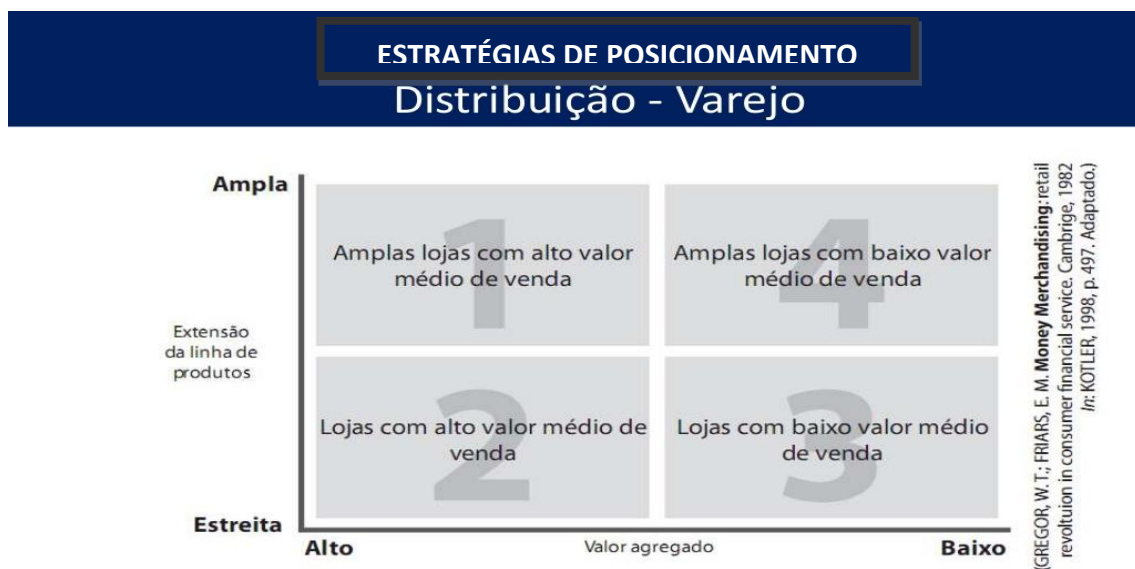 ESTRATÉGIAS DE POSICIONAMENTO
Distribuição - Varejo
Ampla
1
Amplas lojas com alto valor
médio de venda
4
Amplas lojas com baixo valor
médio de venda
Extensão
da linha de
produtos
2
Lojas com alto valor médio de
venda
3
Lojas com baixo valor médio
de venda
Estreita
Alto
Valor agregado
Baixo
(GREGOR, W. T.; FRIARS, E. M. Money Merchandising: retail
revoltuion in consumer financial service. Cambrige, 1982
In: KOTLER, 1998, p. 497. Adaptado.)